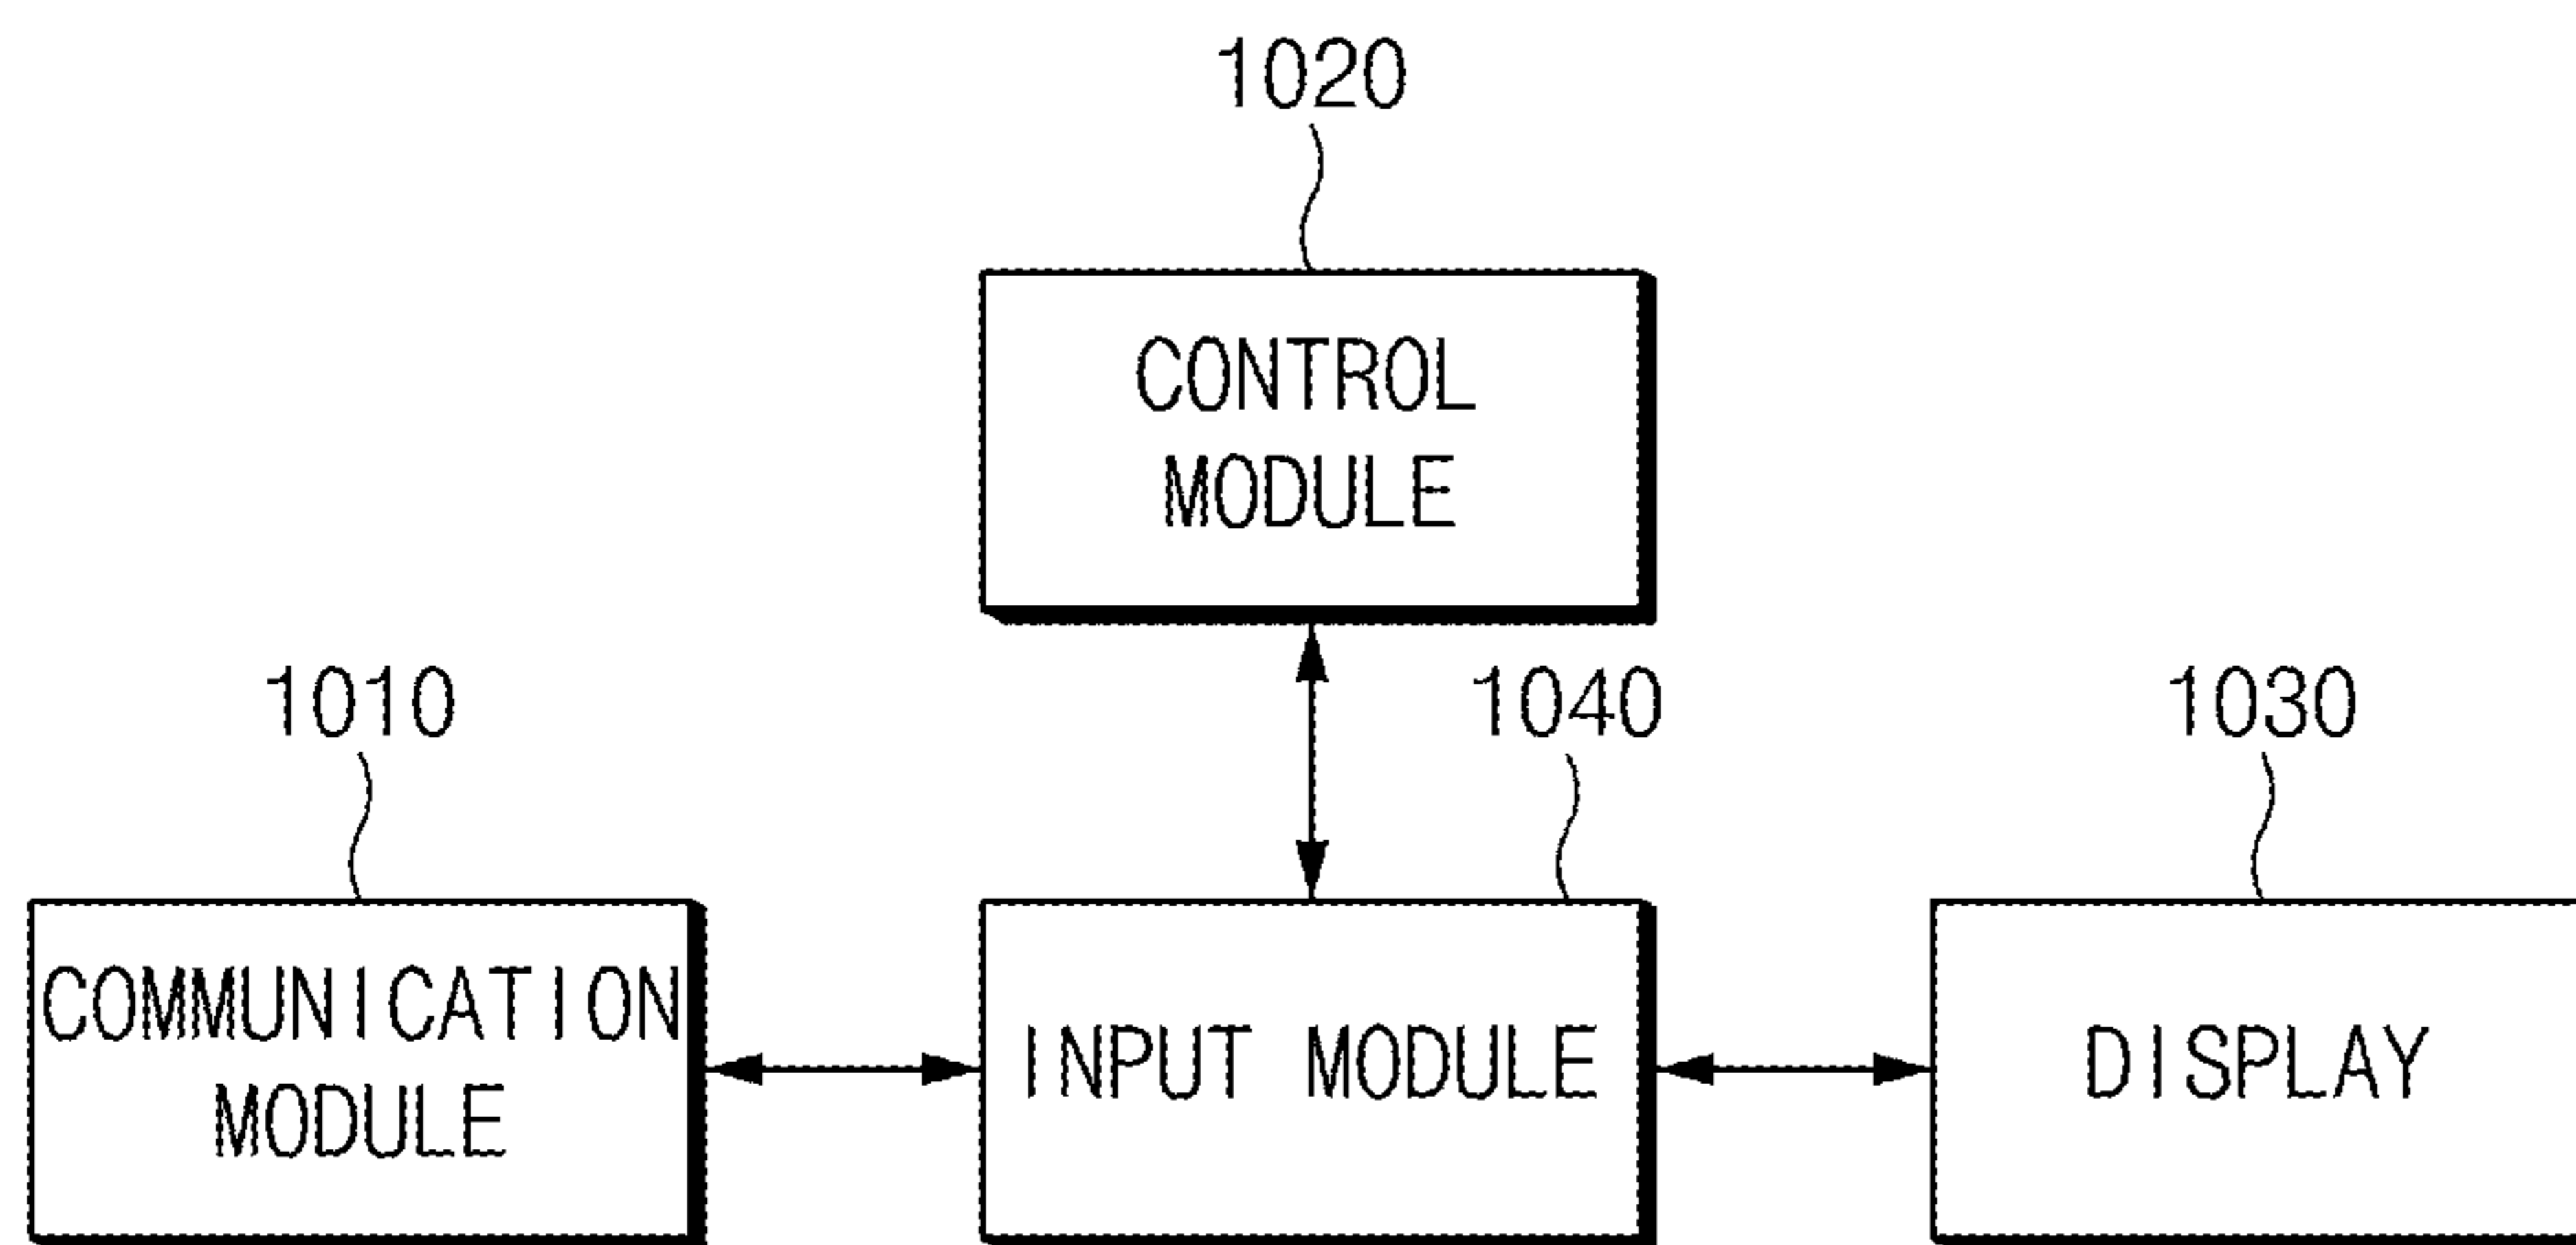 1020
CONTROL
MODULE
1010
1040
1030
COMMUNICATION
MODULE
INPUT MODULE
DISPLAY